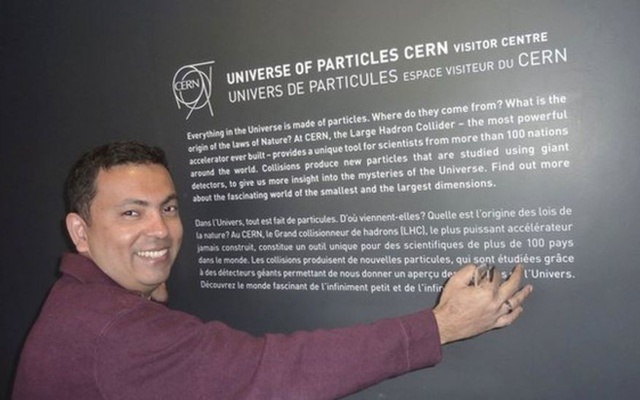 CERN
UNIVERSE OF PARTICLES CERN VISITOR CENTRE
UNIVERS DE PARTICULES ESPACE VISITEUR DU CERN
Everything in the Universe is made of particles. Where do they come from? What is the
origin of the laws of Nature? At CERN, the Large Hadron Collider – the most powerful
accelerator ever built – provides a unique tool for scientists from more than 100 nations
around the world. Collisions produce new particles that are studied using giant
detectors, to give us more insight into the mysteries of the Universe. Find out more
about the fascinating world of the smallest and the largest dimensions.
Dans l'Univers, tout est fait de particules. D'où viennent-elles? Quelle est l'origine des lois de
la nature? Au CERN, le Grand collisionneur de hadrons (LHC), le plus puissant accélérateur
jamais construit, constitue un outil unique pour des scientifiques de plus de 100 pays
dans le monde. Les collisions produisent de nouvelles particules, qui sont étudiées grâce
à des détecteurs géants permettant de nous donner un aperçu de l'Univers.
Découvrez le monde fascinant de l'infiniment petit et de